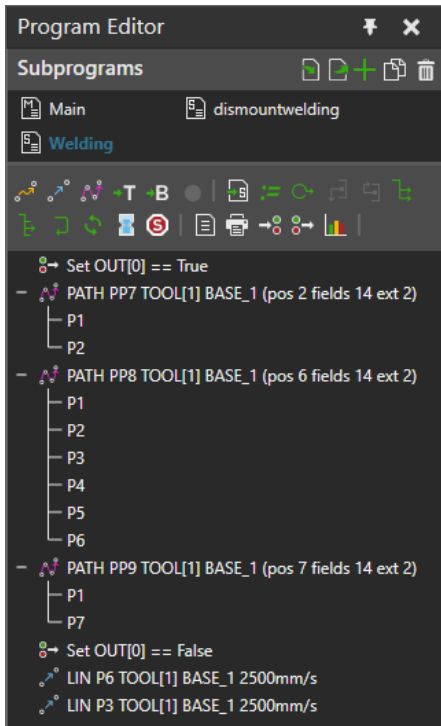 Program Editor
Subprograms
Main
dismountwelding
Welding
T B
Set OUT[0] == True
PATH PP7 TOOL[1] BASE_1 (pos 2 fields 14 ext 2)
P1
P2
PATH PP8 TOOL[1] BASE_1 (pos 6 fields 14 ext 2)
P1
P2
P3
P4
P5
P6
PATH PP9 TOOL[1] BASE_1 (pos 7 fields 14 ext 2)
P1
P7
Set OUT[0] == False
LIN P6 TOOL[1] BASE_1 2500mm/s
LIN P3 TOOL[1] BASE_1 2500mm/s